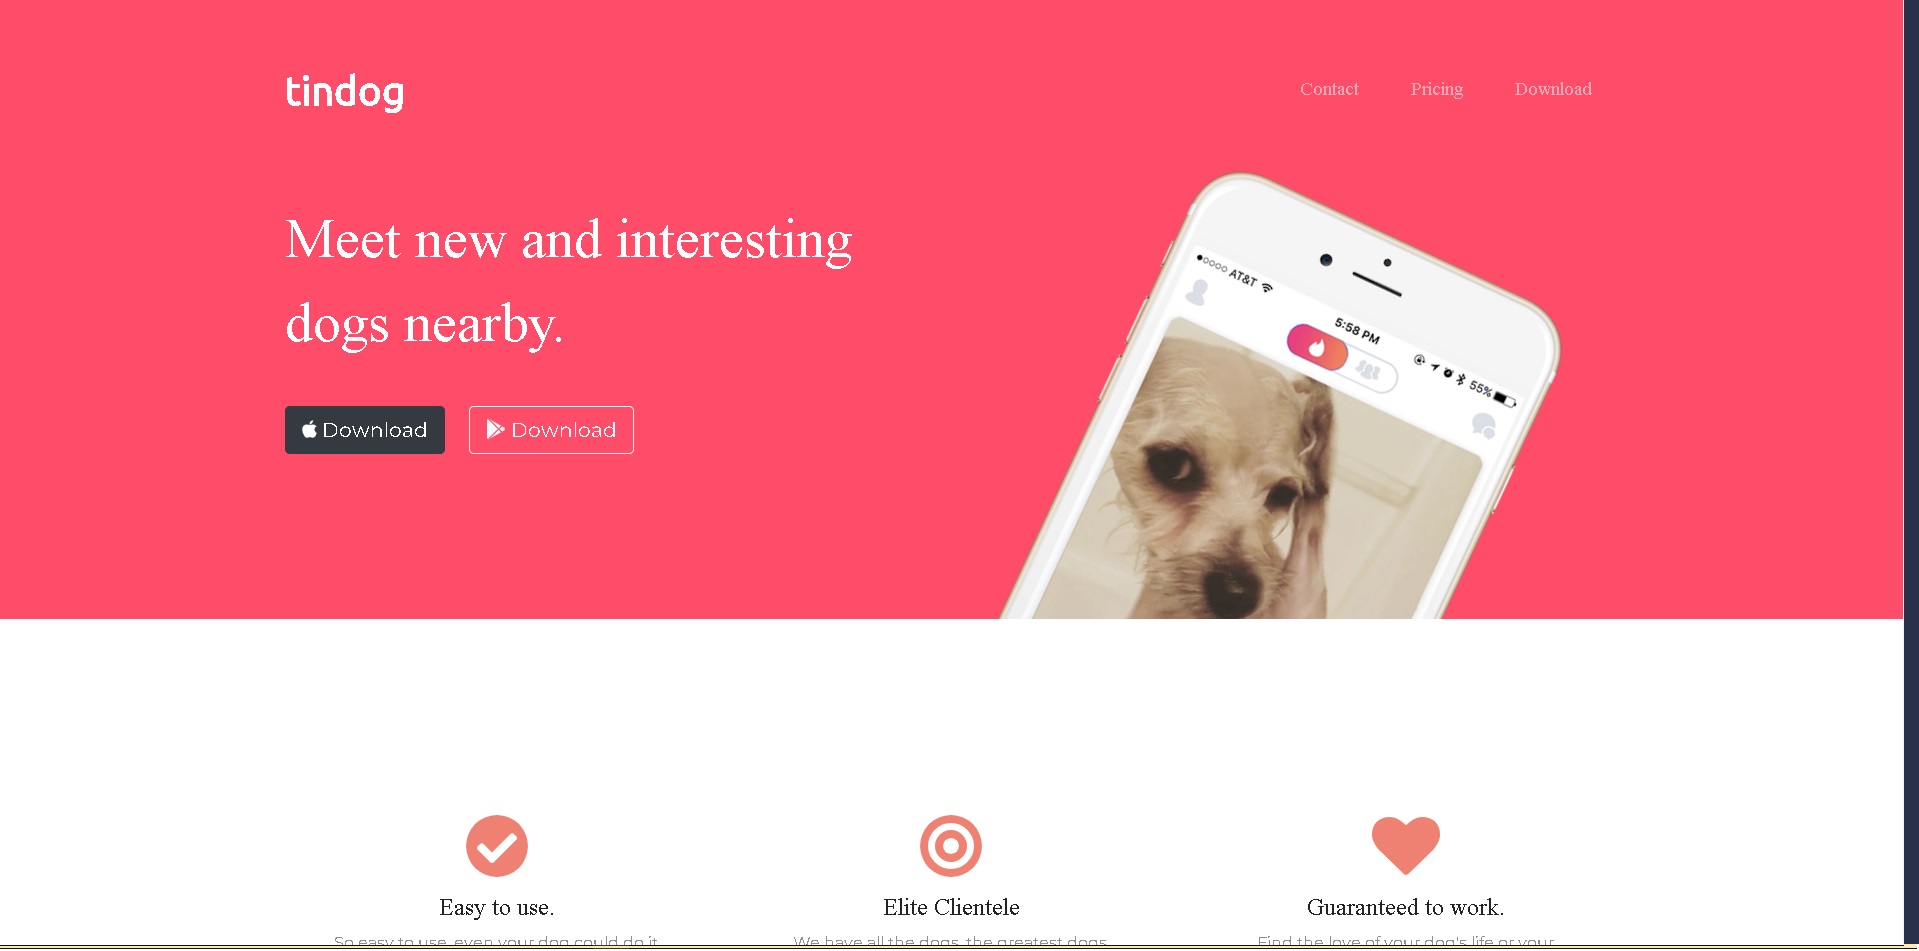 tindog
Contact Pricing Download
Meet new and interesting
dogs nearby.
Download Download
AT&T
5:58 PM
55%
Easy to use. Elite Clientele Guaranteed to work.
So easy to use, even your dog could do it. We have all the dogs, the greatest dogs. Find the love of your dog's life or your